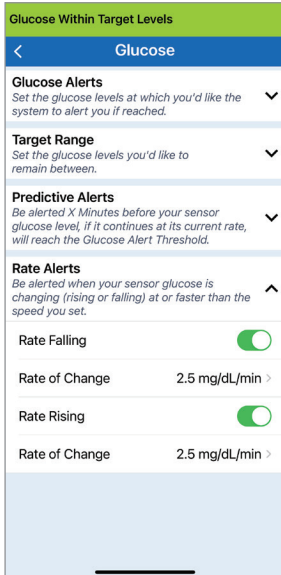 Glucose Within Target Levels
Glucose
Glucose Alerts
Set the glucose levels at which you'd like the
system to alert you if reached.
Target Range
Set the glucose levels you'd like to
remain between.
Predictive Alerts
Be alerted X Minutes before your sensor
glucose level, if it continues at its current rate,
will reach the Glucose Alert Threshold.
Rate Alerts
Be alerted when your sensor glucose is
changing (rising or falling) at or faster than the
speed you set.
Rate Falling
Rate of Change 2.5 mg/dL/min
Rate Rising
Rate of Change 2.5 mg/dL/min